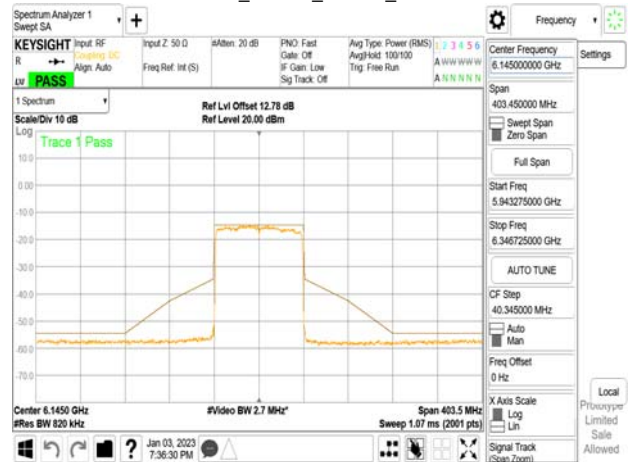 Spectrum Analyzer 1
Swept SA
Frequency
KEYSIGHT
Input: RF
Coupling: DC
Align: Auto
Input Z: 50 Ω
Freq Ref: Int (S)
#Atten: 20 dB
PNO: Fast
Gate: Off
IF Gain: Low
Sig Track: Off
Avg Type: Power (RMS)
Avg|Hold: 100/100
Trig: Free Run
1 2 3 4 5 6
A W W W W W
A N N N N N
R
PASS
Center Frequency
6.145000000 GHz
Settings
Span
403.450000 MHz
Swept Span
Zero Span
Full Span
Start Freq
5.943275000 GHz
Stop Freq
6.346725000 GHz
AUTO TUNE
CF Step
40.345000 MHz
Auto
Man
Freq Offset
0 Hz
X Axis Scale
Log
Lin
Signal Track
(Span Zoom)
Local
Prototype
Limited
Sale
Allowed
1 Spectrum
Scale/Div 10 dB
Ref Lvl Offset 12.78 dB
Ref Level 20.00 dBm
Log
Trace 1 Pass
10.0
0.00
-10.0
-20.0
-30.0
-40.0
-50.0
-60.0
-70.0
Center 6.1450 GHz
#Video BW 2.7 MHz*
Span 403.5 MHz
#Res BW 820 kHz
Sweep 1.07 ms (2001 pts)
?
Jan 03, 2023
7:36:30 PM